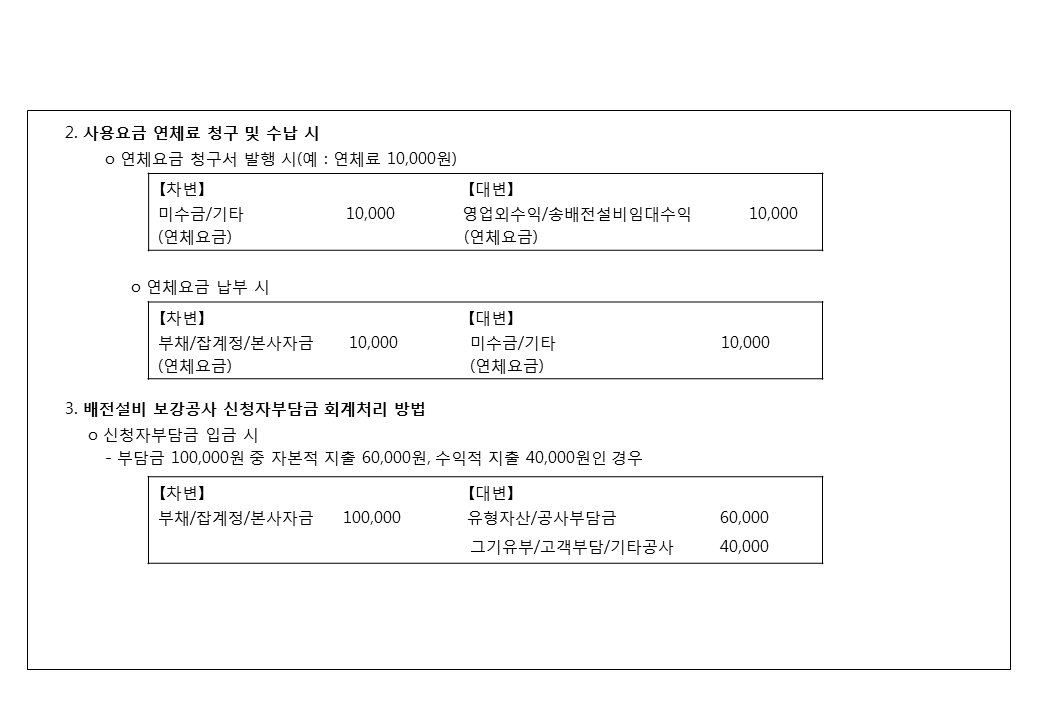 2. 사용요금 연체료 청구 및 수납 시
ο 연체요금 청구서 발행 시(예 : 연체료 10,000원)
【차변】 【대변】
미수금/기타 10,000 영업외수익/송배전설비임대수익 10,000
(연체요금) (연체요금)
ο 연체요금 납부 시
【차변】 【대변】
부채/잡계정/본사자금 10,000 미수금/기타 10,000
(연체요금) (연체요금)
3. 배전설비 보강공사 신청자부담금 회계처리 방법
ο 신청자부담금 입금 시
- 부담금 100,000원 중 자본적 지출 60,000원, 수익적 지출 40,000원인 경우
【차변】 【대변】
부채/잡계정/본사자금 100,000 유형자산/공사부담금 60,000
그기유부/고객부담/기타공사 40,000